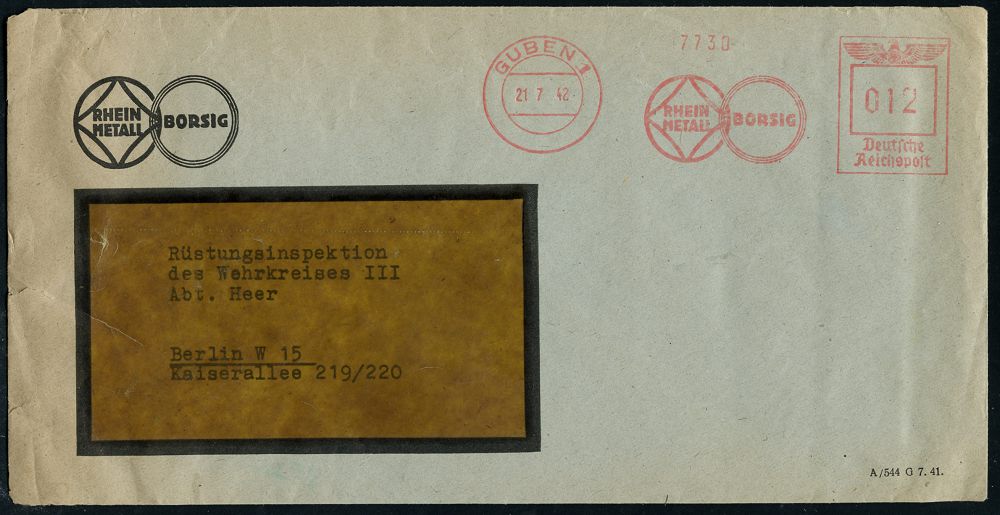 RHEIN
METALL
BORSIG
GUBEN 1
21 7 42
7730
RHEIN
METALL
BORSIG
012
Deutsche
Reichspost
Rüstungsinspektion
des Wehrkreises III
Abt. Heer
Berlin W 15
Kaiserallee 219/220
A/544 G 7. 41.